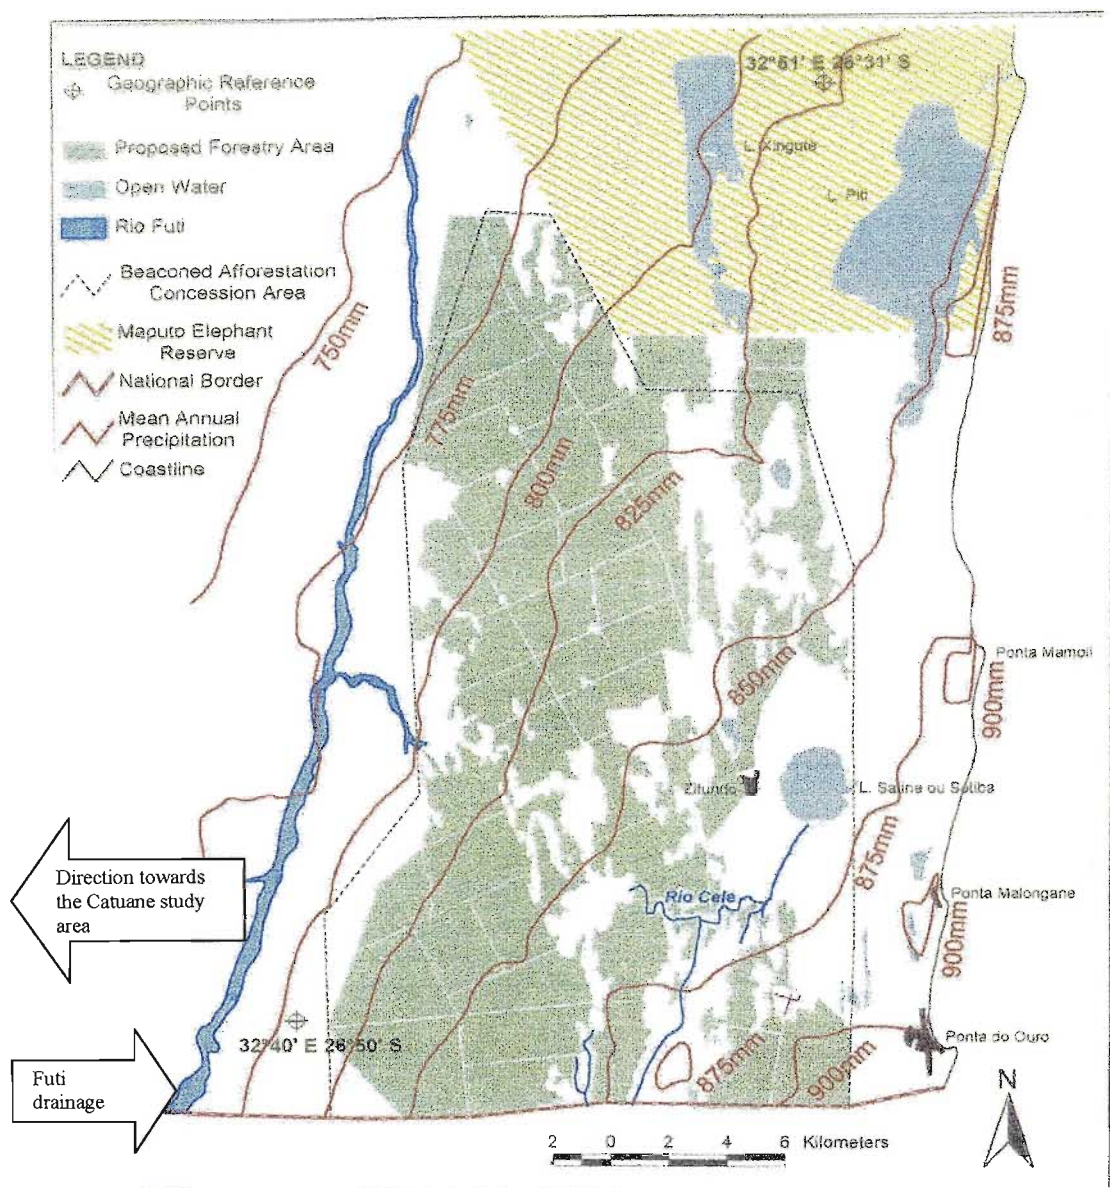 LEGEND
Geographic Reference
Points
Proposed Forestry Area
Open Water
Rio Futi
Beaconed Afforestation
Concession Area
Maputo Elephant
Reserve
National Border
Mean Annual
Precipitation
Coastline
32°51' E 26°31' S
L. Xingute
L. Piti
875mm
750mm
775mm
800mm
825mm
850mm
Ponta Mamoli
900mm
Zitundo
L. Satine ou Sotiba
875mm
Rio Cele
Ponta Malongane
900mm
Direction towards
the Catuane study
area
32°40' E 26°50' S
Ponta do Ouro
875mm
900mm
Futi
drainage
N
2 0 2 4 6 Kilometers